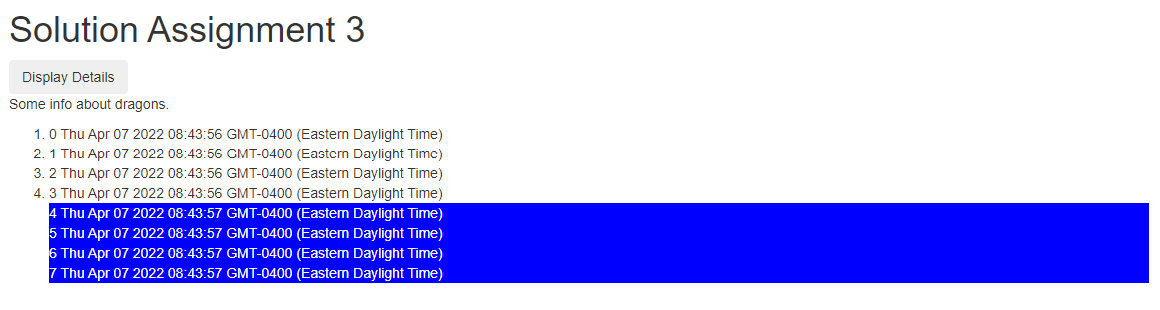 Solution Assignment 3
Display Details
Some info about dragons.
1. 0 Thu Apr 07 2022 08:43:56 GMT-0400 (Eastern Daylight Time)
2. 1 Thu Apr 07 2022 08:43:56 GMT-0400 (Eastern Daylight Time)
3. 2 Thu Apr 07 2022 08:43:56 GMT-0400 (Eastern Daylight Time)
4. 3 Thu Apr 07 2022 08:43:56 GMT-0400 (Eastern Daylight Time)
4 Thu Apr 07 2022 08:43:57 GMT-0400 (Eastern Daylight Time)
5 Thu Apr 07 2022 08:43:57 GMT-0400 (Eastern Daylight Time)
6 Thu Apr 07 2022 08:43:57 GMT-0400 (Eastern Daylight Time)
7 Thu Apr 07 2022 08:43:57 GMT-0400 (Eastern Daylight Time)